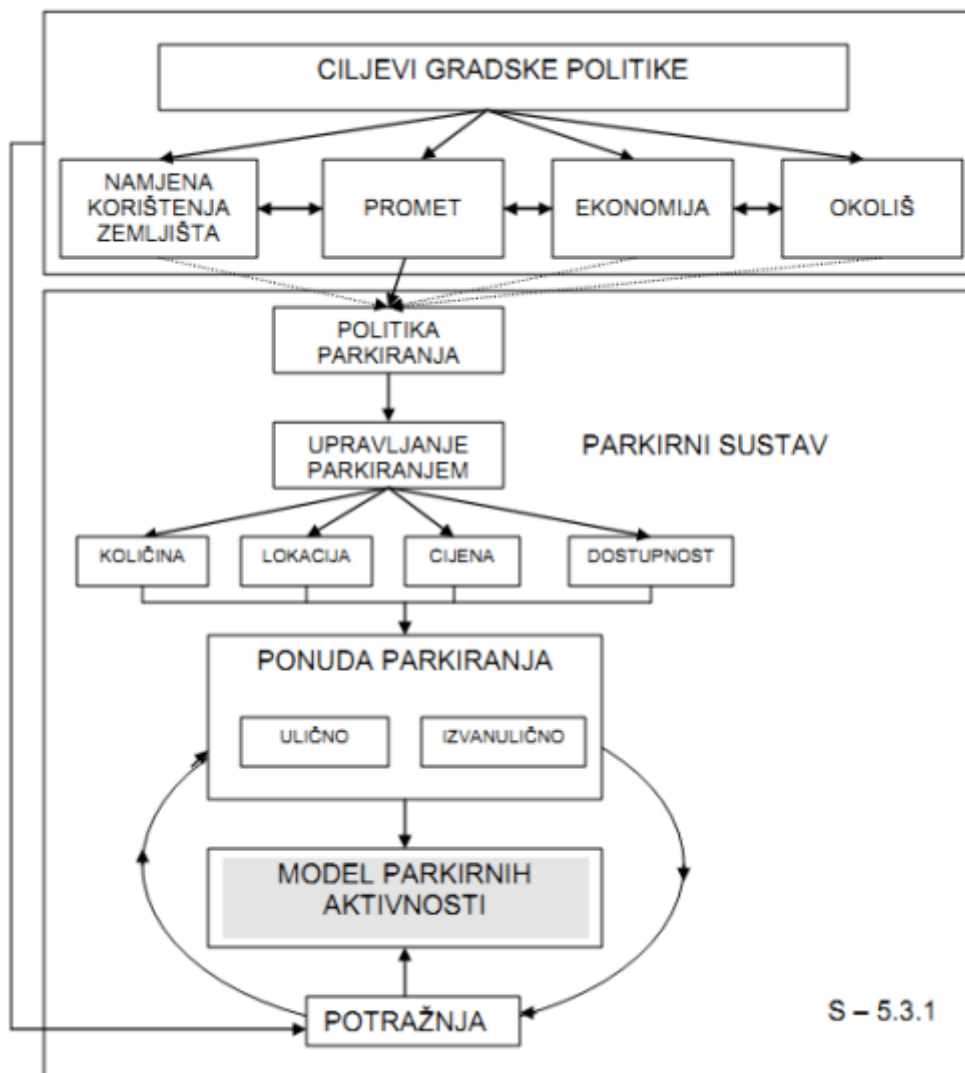 CILJEVI GRADSKE POLITIKE
NAMJENA
KORIŠTENJA
ZEMLJIŠTA
PROMET
EKONOMIJA
OKOLIŠ
POLITIKA
PARKIRANJA
UPRAVLJANJE
PARKIRANJEM
PARKIRNI SUSTAV
KOLIČINA
LOKACIJA
CIJENA
DOSTUPNOST
PONUDA PARKIRANJA
ULIČNO
IZVANULIČNO
MODEL PARKIRNIH
AKTIVNOSTI
POTRAŽNJA
S – 5.3.1